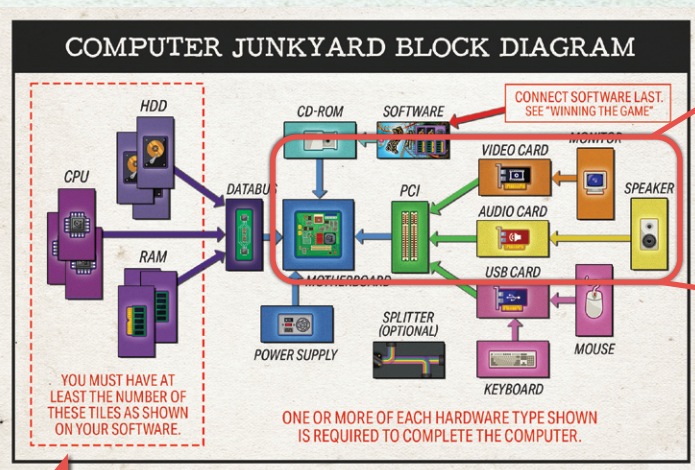 COMPUTER JUNKYARD BLOCK DIAGRAM
HDD
CD-ROM
SOFTWARE
CONNECT SOFTWARE LAST.
SEE "WINNING THE GAME"
CPU
VIDEO CARD
MONITOR
DATABUS
PCI
SPEAKER
AUDIO CARD
RAM
MOTHERBOARD
USB CARD
SPLITTER
(OPTIONAL)
POWER SUPPLY
MOUSE
KEYBOARD
YOU MUST HAVE AT
LEAST THE NUMBER OF
THESE TILES AS SHOWN
ON YOUR SOFTWARE.
ONE OR MORE OF EACH HARDWARE TYPE SHOWN
IS REQUIRED TO COMPLETE THE COMPUTER.